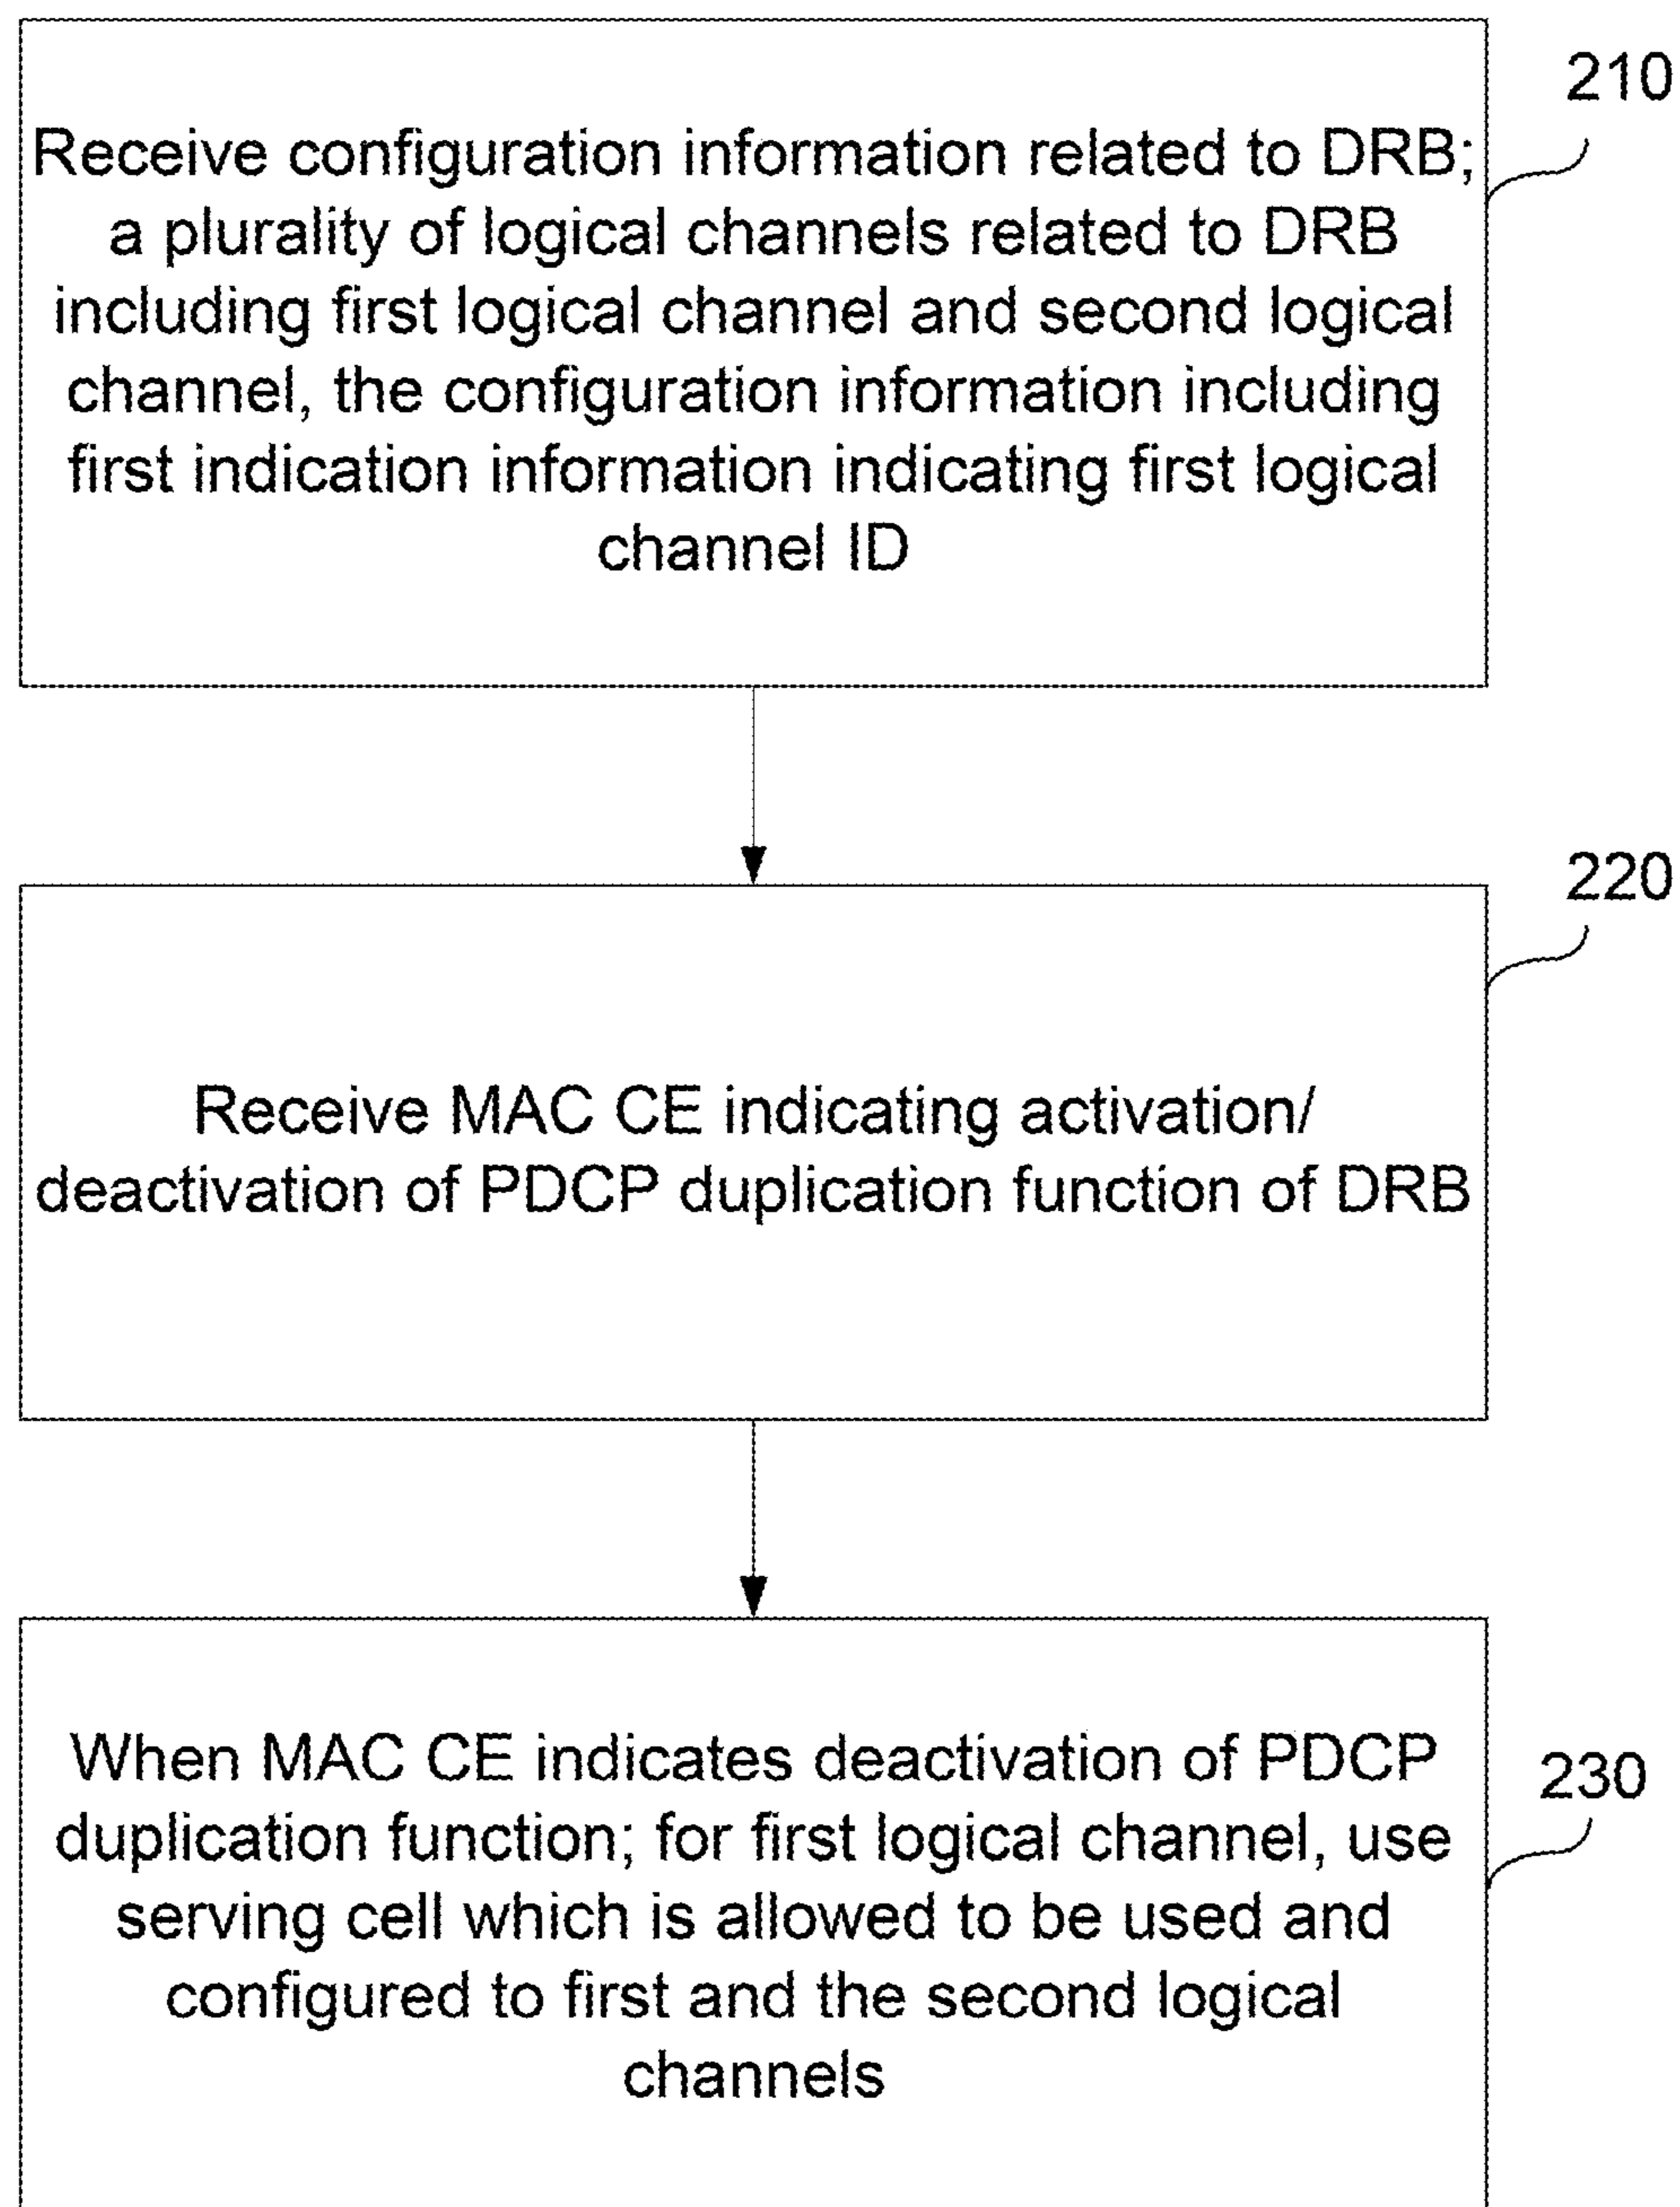 210
Receive configuration information related to DRB;
a plurality of logical channels related to DRB
including first logical channel and second logical
channel, the configuration information including
first indication information indicating first logical
channel ID
220
Receive MAC CE indicating activation/
deactivation of PDCP duplication function of DRB
230
When MAC CE indicates deactivation of PDCP
duplication function; for first logical channel, use
serving cell which is allowed to be used and
configured to first and the second logical
channels